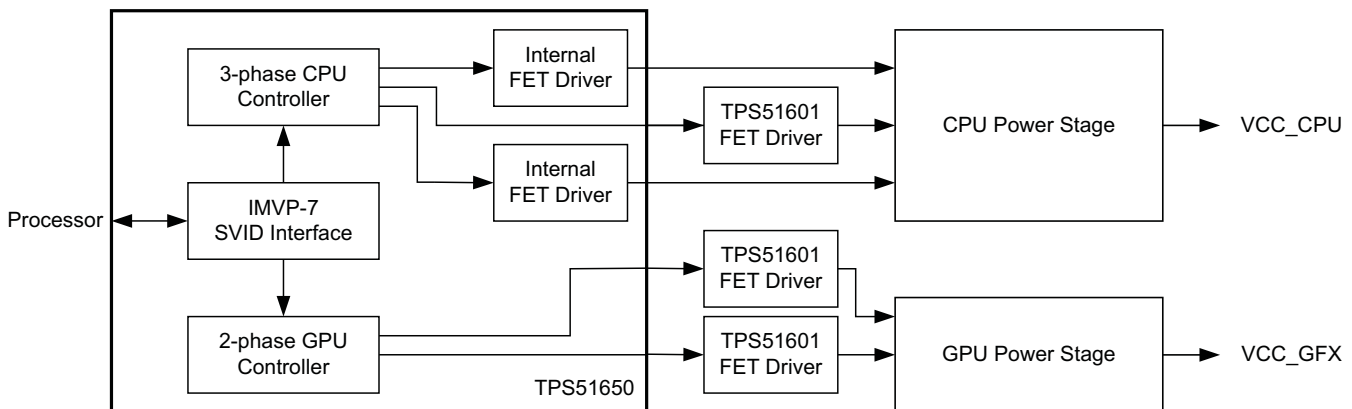 Processor
3-phase CPU
Controller
IMVP-7
SVID Interface
2-phase GPU
Controller
Internal
FET Driver
Internal
FET Driver
TPS51650
TPS51601
FET Driver
TPS51601
FET Driver
TPS51601
FET Driver
CPU Power Stage
VCC_CPU
GPU Power Stage
VCC_GFX